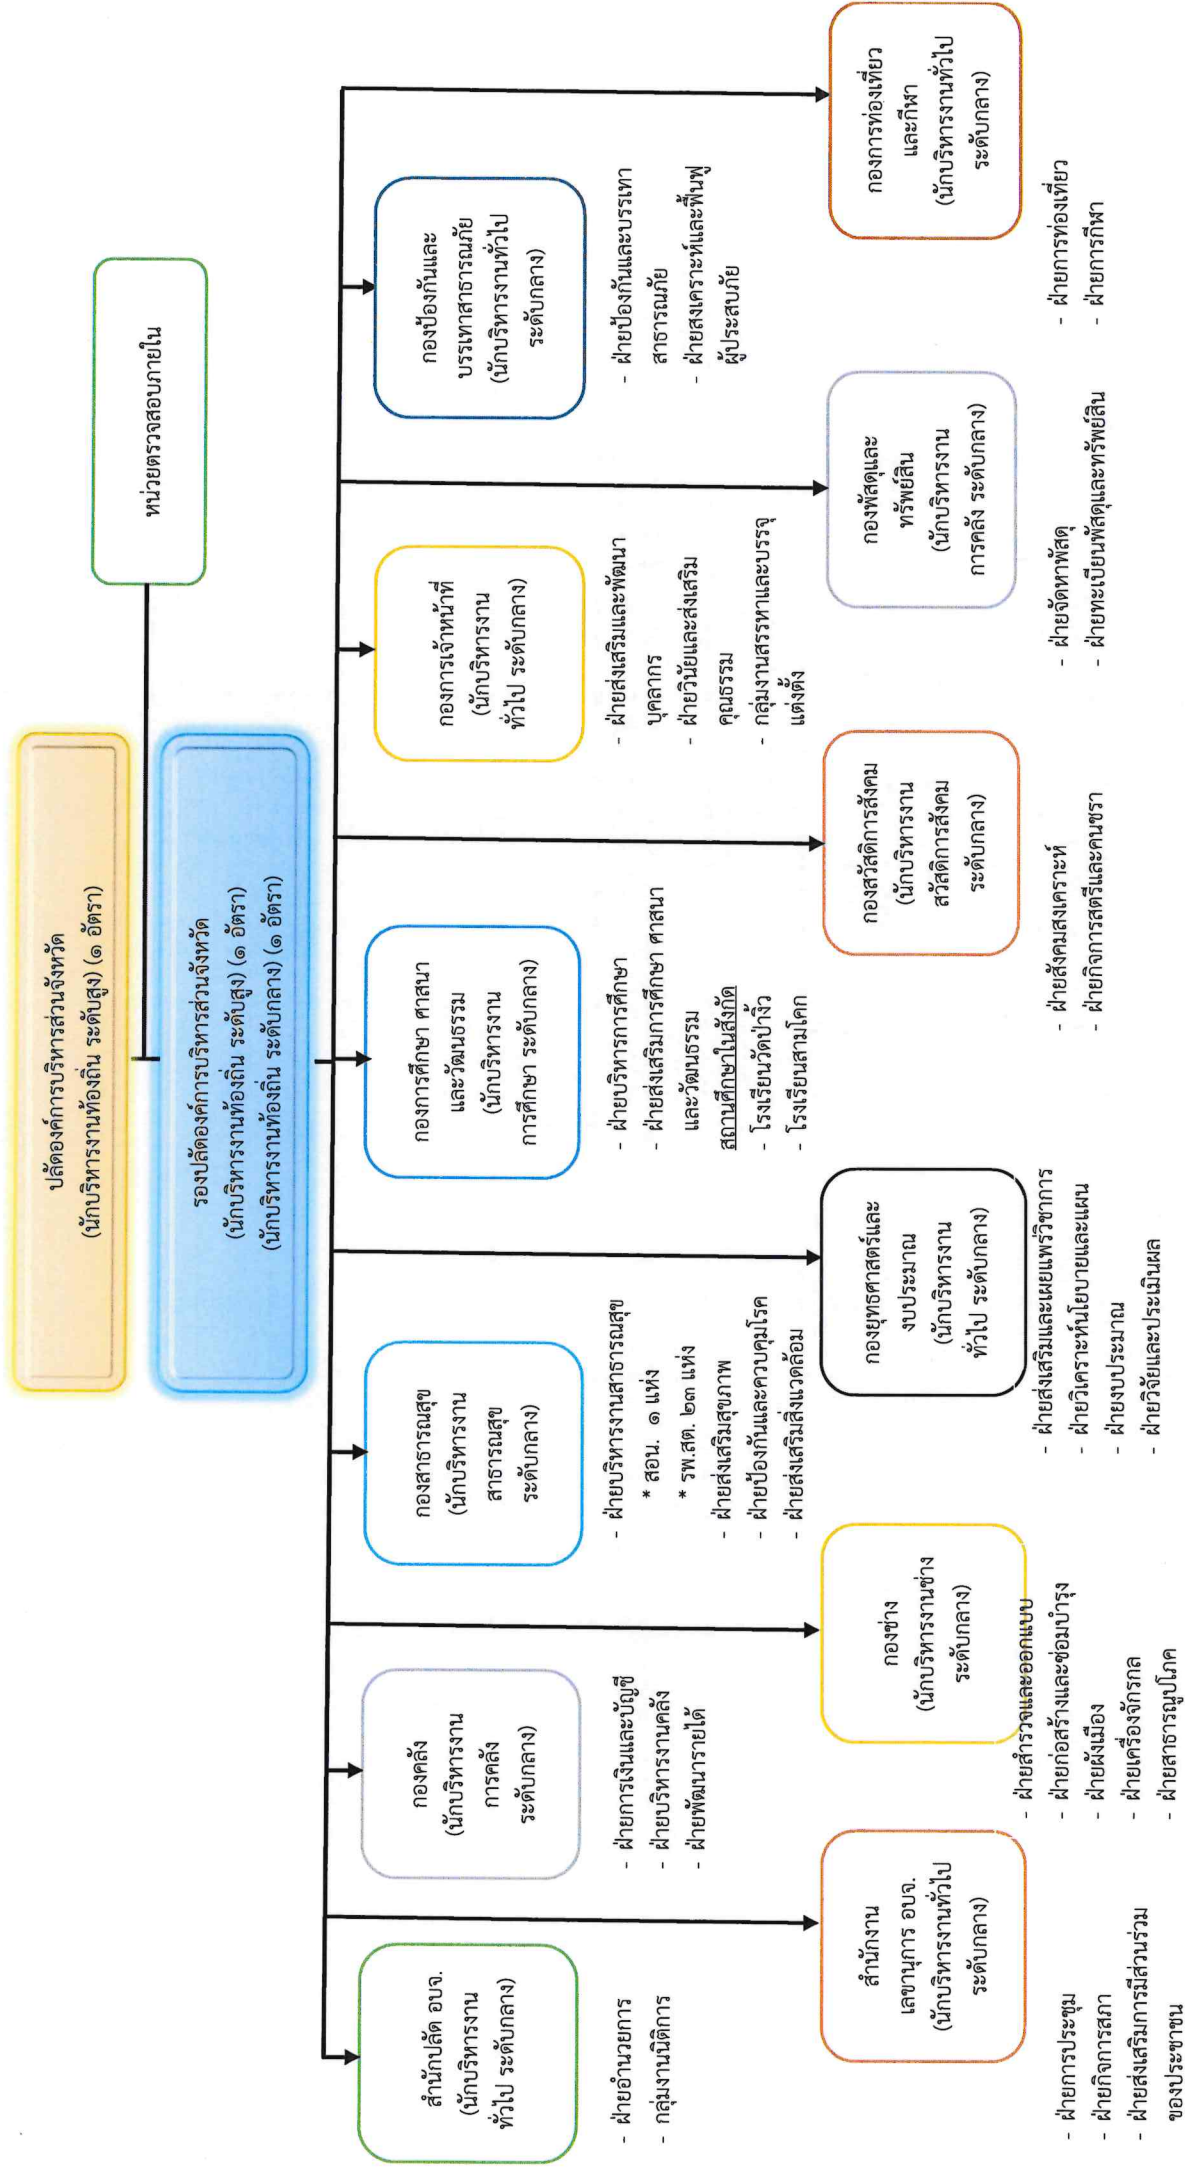 ปลัดองค์การบริหารส่วนจังหวัด
(นักบริหารงานท้องถิ่น ระดับสูง) (๑ อัตรา)
หน่วยตรวจสอบภายใน
รองปลัดองค์การบริหารส่วนจังหวัด
(นักบริหารงานท้องถิ่น ระดับสูง) (๑ อัตรา)
(นักบริหารงานท้องถิ่น ระดับกลาง) (๑ อัตรา)
สำนักปลัด อบจ.
(นักบริหารงาน
ทั่วไป ระดับกลาง)
- ฝ่ายอำนวยการ
- กลุ่มงานนิติการ
กองคลัง
(นักบริหารงาน
การคลัง
ระดับกลาง)
- ฝ่ายการเงินและบัญชี
- ฝ่ายบริหารงานคลัง
- ฝ่ายพัฒนารายได้
กองสาธารณสุข
(นักบริหารงาน
สาธารณสุข
ระดับกลาง)
- ฝ่ายบริหารงานสาธารณสุข
* สอน. ๑ แห่ง
* รพ.สต. ๒๓ แห่ง
- ฝ่ายส่งเสริมสุขภาพ
- ฝ่ายป้องกันและควบคุมโรค
- ฝ่ายส่งเสริมสิ่งแวดล้อม
กองการศึกษา ศาสนา
และวัฒนธรรม
(นักบริหารงาน
การศึกษา ระดับกลาง)
- ฝ่ายบริหารการศึกษา
- ฝ่ายส่งเสริมการศึกษา ศาสนา
และวัฒนธรรม
สถานศึกษาในสังกัด
- โรงเรียนวัดป่างิ้ว
- โรงเรียนสามโคก
กองการเจ้าหน้าที่
(นักบริหารงาน
ทั่วไป ระดับกลาง)
- ฝ่ายส่งเสริมและพัฒนา
บุคลากร
- ฝ่ายวินัยและส่งเสริม
คุณธรรม
- กลุ่มงานสรรหาและบรรจุ
แต่งตั้ง
กองป้องกันและ
บรรเทาสาธารณภัย
(นักบริหารงานทั่วไป
ระดับกลาง)
- ฝ่ายป้องกันและบรรเทา
สาธารณภัย
- ฝ่ายสงเคราะห์และฟื้นฟู
ผู้ประสบภัย
สำนักงาน
เลขานุการ อบจ.
(นักบริหารงานทั่วไป
ระดับกลาง)
- ฝ่ายการประชุม
- ฝ่ายกิจการสภา
- ฝ่ายส่งเสริมการมีส่วนร่วม
ของประชาชน
กองช่าง
(นักบริหารงานช่าง
ระดับกลาง)
- ฝ่ายสำรวจและออกแบบ
- ฝ่ายก่อสร้างและซ่อมบำรุง
- ฝ่ายผังเมือง
- ฝ่ายเครื่องจักรกล
- ฝ่ายสาธารณูปโภค
กองยุทธศาสตร์และ
งบประมาณ
(นักบริหารงาน
ทั่วไป ระดับกลาง)
- ฝ่ายส่งเสริมและเผยแพร่วิชาการ
- ฝ่ายวิเคราะห์นโยบายและแผน
- ฝ่ายงบประมาณ
- ฝ่ายวิจัยและประเมินผล
กองสวัสดิการสังคม
(นักบริหารงาน
สวัสดิการสังคม
ระดับกลาง)
- ฝ่ายสังคมสงเคราะห์
- ฝ่ายกิจการสตรีและคนชรา
กองพัสดุและ
ทรัพย์สิน
(นักบริหารงาน
การคลัง ระดับกลาง)
- ฝ่ายจัดหาพัสดุ
- ฝ่ายทะเบียนพัสดุและทรัพย์สิน
กองการท่องเที่ยว
และกีฬา
(นักบริหารงานทั่วไป
ระดับกลาง)
- ฝ่ายการท่องเที่ยว
- ฝ่ายการกีฬา